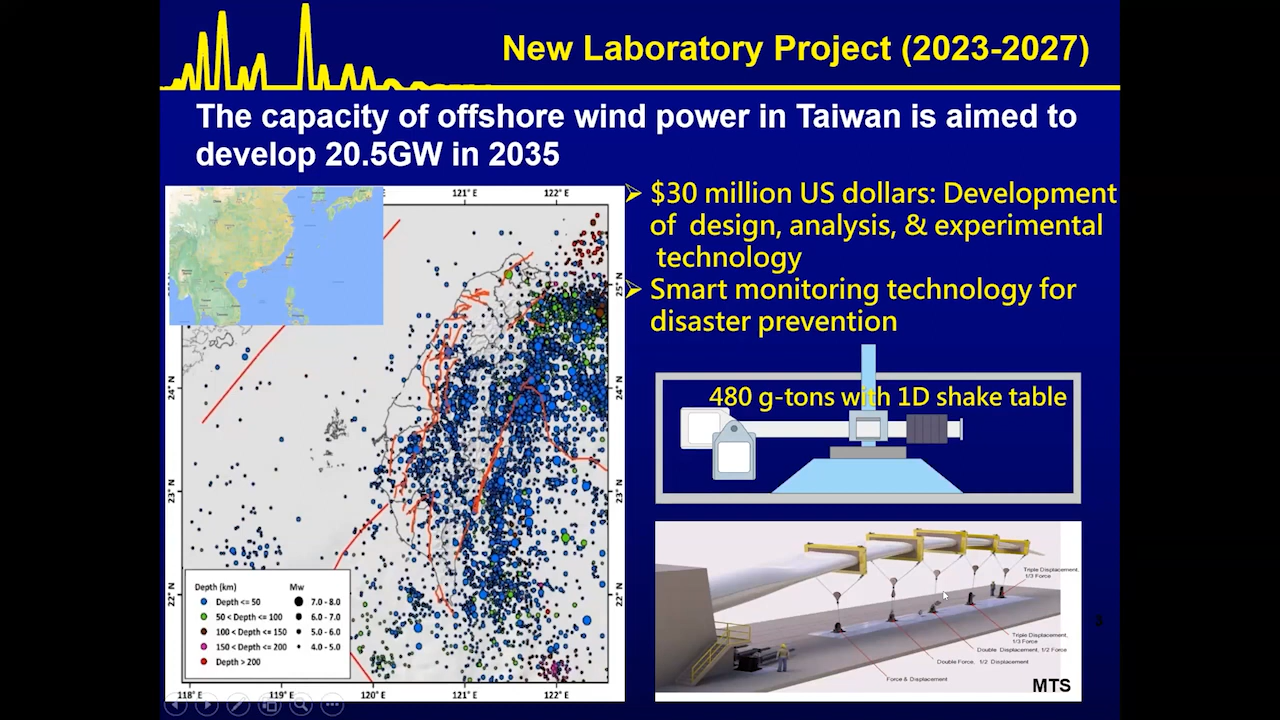 New Laboratory Project (2023-2027)
The capacity of offshore wind power in Taiwan is aimed to
develop 20.5GW in 2035
121° E
122° E
25° N
24° N
23° N
22° N
25° N
24° N
23° N
22° N
118° E
119° E
120° E
121° E
122° E
Depth (km)
Mw
Depth <= 50
7.0 - 8.0
50 < Depth <= 100
6.0 - 7.0
100 < Depth <= 150
5.0 - 6.0
150 < Depth <= 200
4.0 - 5.0
Depth > 200
➢ $30 million US dollars: Development
of design, analysis, & experimental
technology
➢ Smart monitoring technology for
disaster prevention
480 g-tons with 1D shake table
Triple Displacement,
1/3 Force
Triple Displacement,
1/3 Force
Double Displacement, 1/2 Force
Double Force, 1/2 Displacement
Force & Displacement
MTS
3